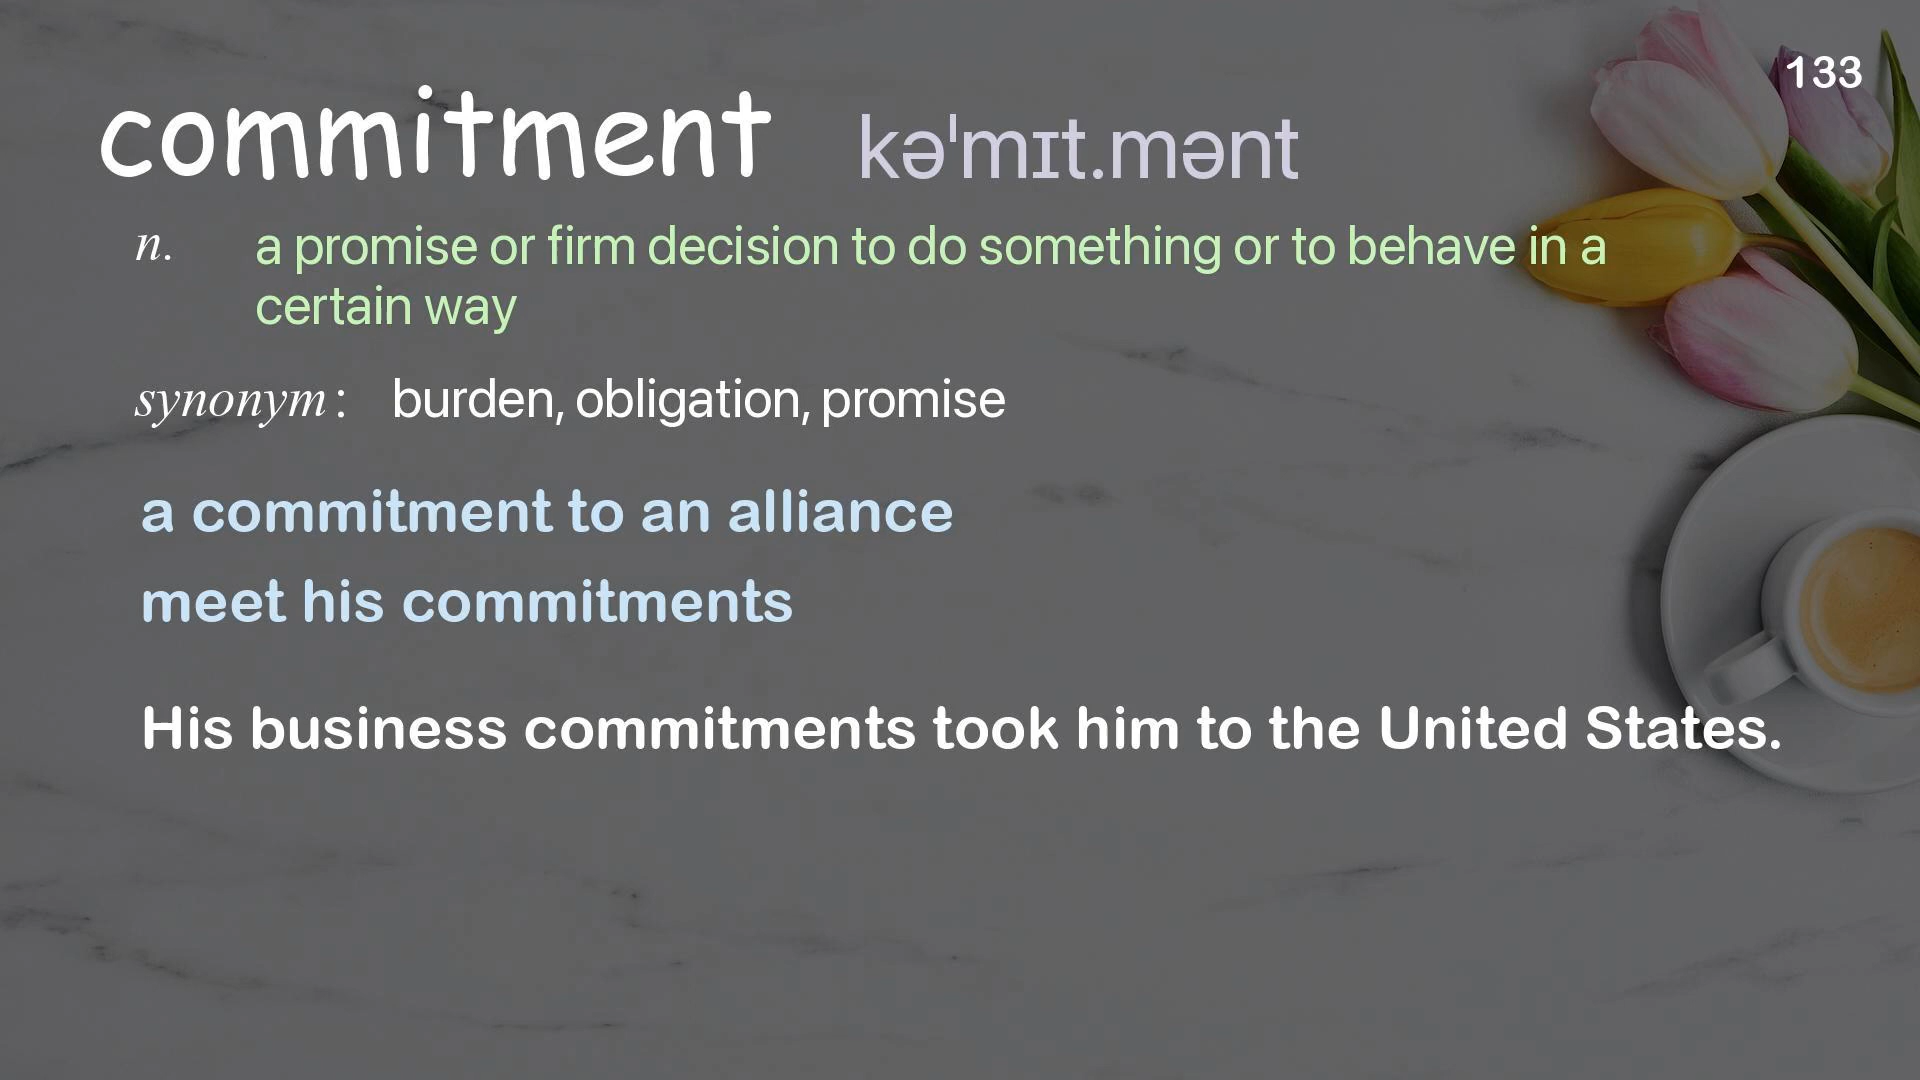 133
commitment kəˈmɪt.mənt
n. a promise or firm decision to do something or to behave in a
certain way
synonym: burden, obligation, promise
a commitment to an alliance
meet his commitments
His business commitments took him to the United States.